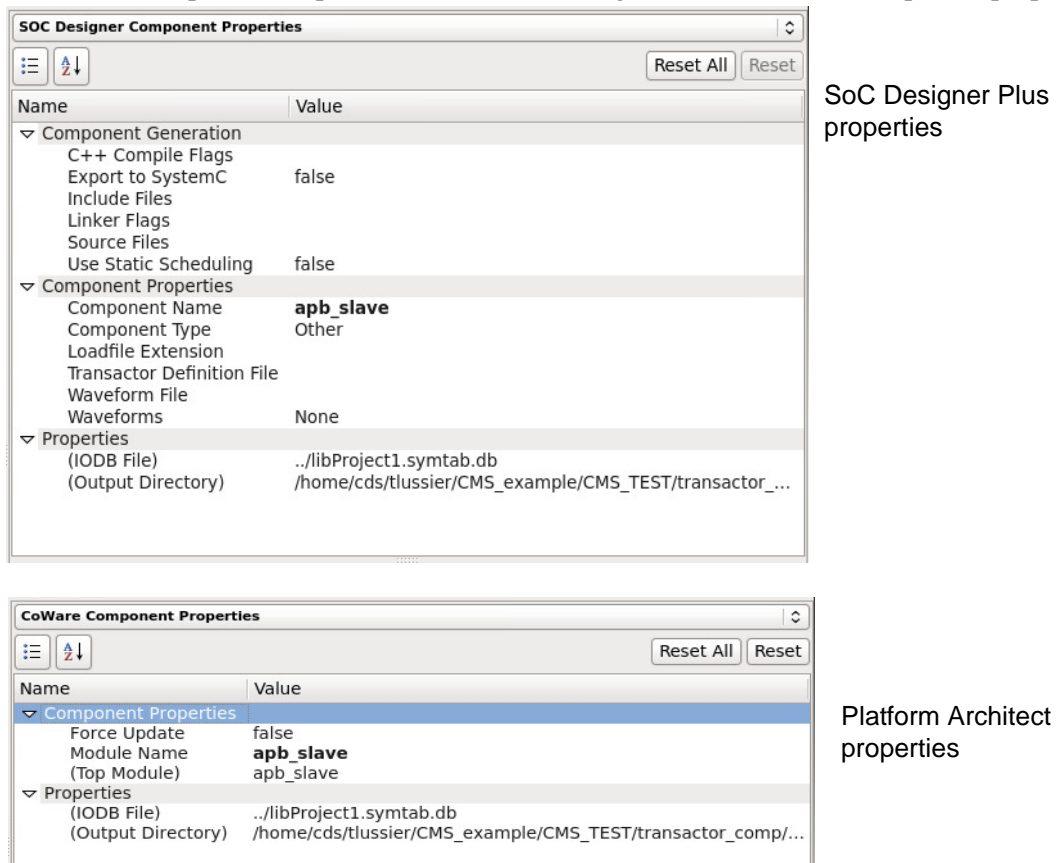 SOC Designer Component Properties
Reset All Reset
Name Value
Component Generation
C++ Compile Flags
Export to SystemC false
Include Files
Linker Flags
Source Files
Use Static Scheduling false
Component Properties
Component Name apb_slave
Component Type Other
Loadfile Extension
Transactor Definition File
Waveform File
Waveforms None
Properties
(IODB File) ../libProject1.symtab.db
(Output Directory) /home/cds/tlussier/CMS_example/CMS_TEST/transactor_...
SoC Designer Plus
properties
CoWare Component Properties
Reset All Reset
Name Value
Component Properties
Force Update false
Module Name apb_slave
(Top Module) apb_slave
Properties
(IODB File) ../libProject1.symtab.db
(Output Directory) /home/cds/tlussier/CMS_example/CMS_TEST/transactor_comp/...
Platform Architect
properties